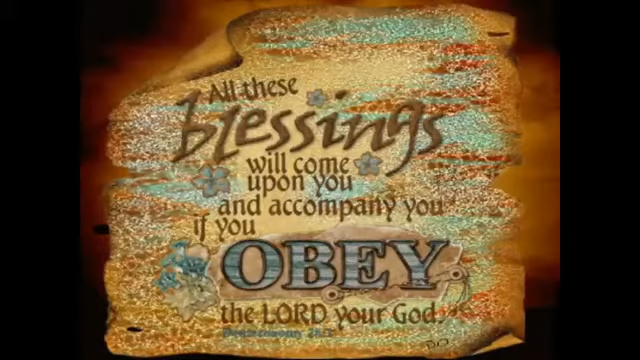 All these
blessings
will come
upon you
and accompany you
if you
OBEY
the LORD your God.